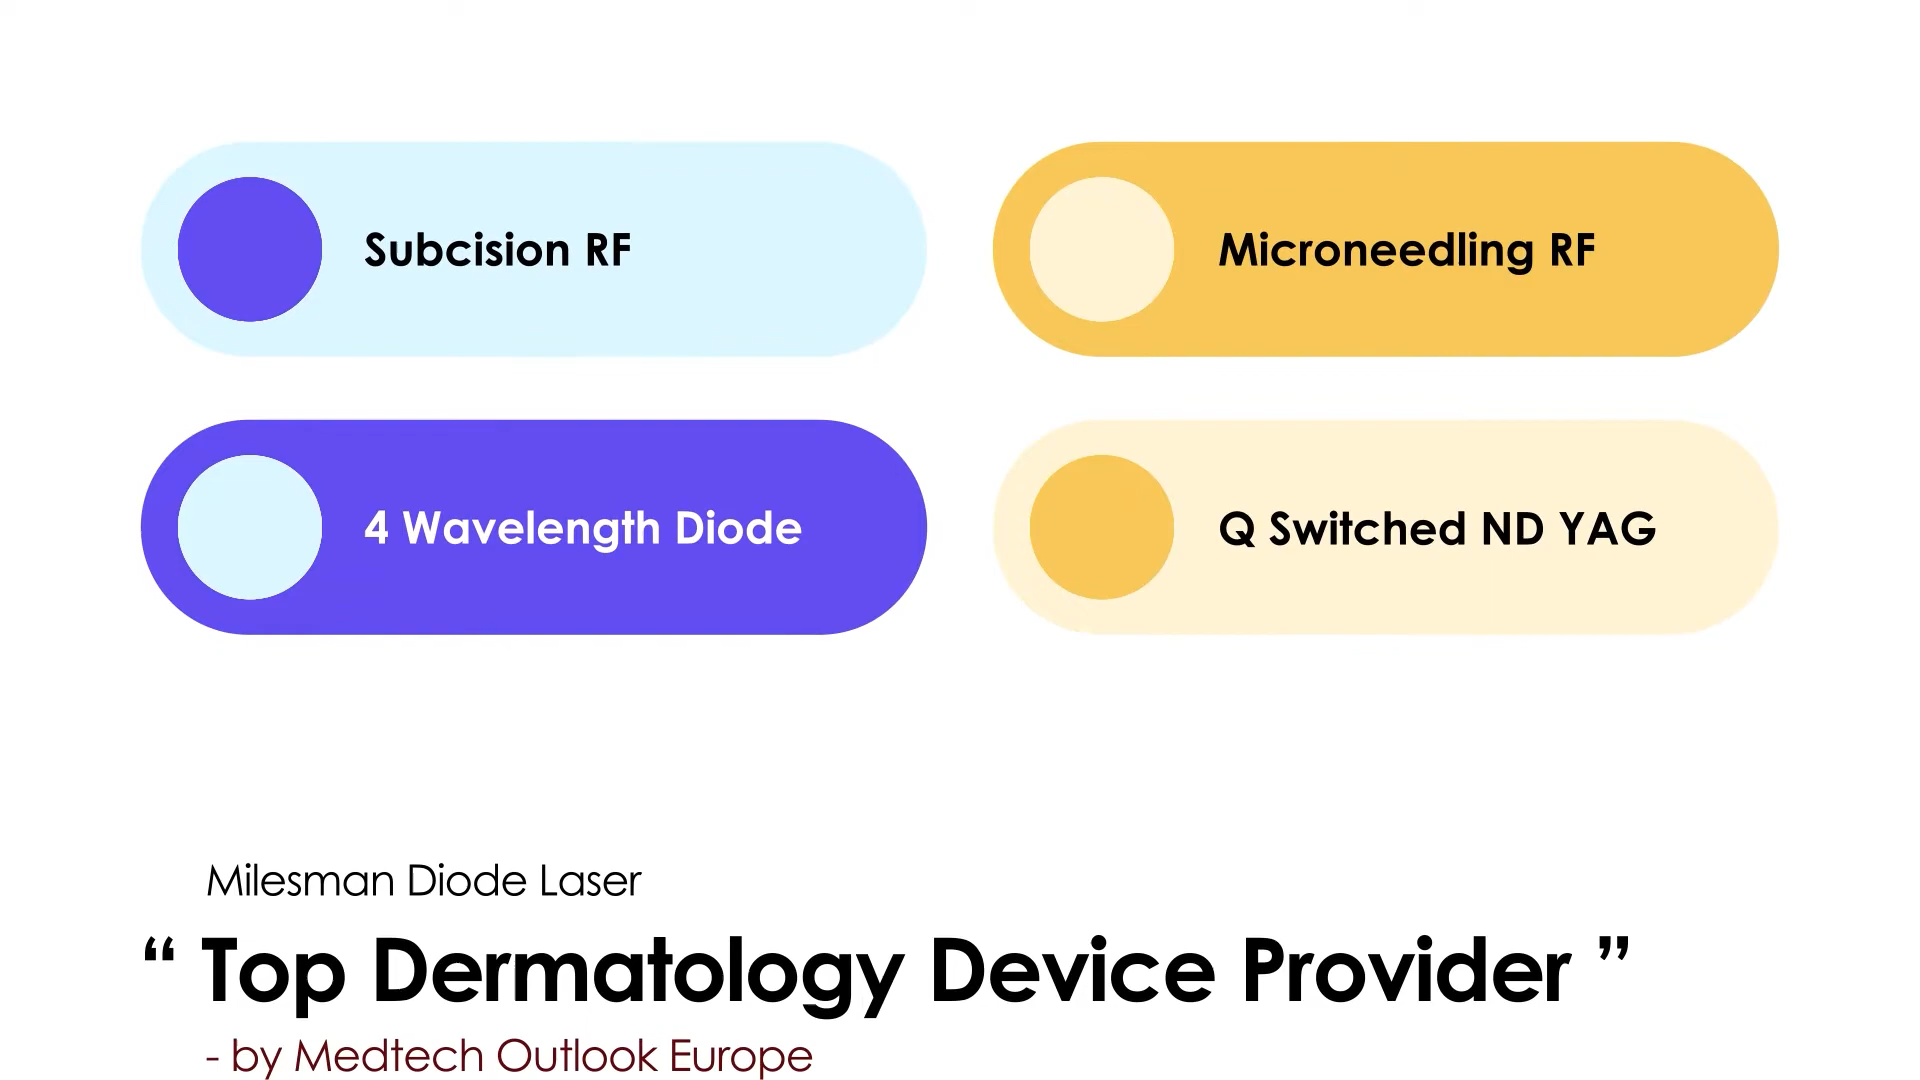 Subcision RF
Microneedling RF
4 Wavelength Diode
Q Switched ND YAG
Milesman Diode Laser
“ Top Dermatology Device Provider ”
- by Medtech Outlook Europe